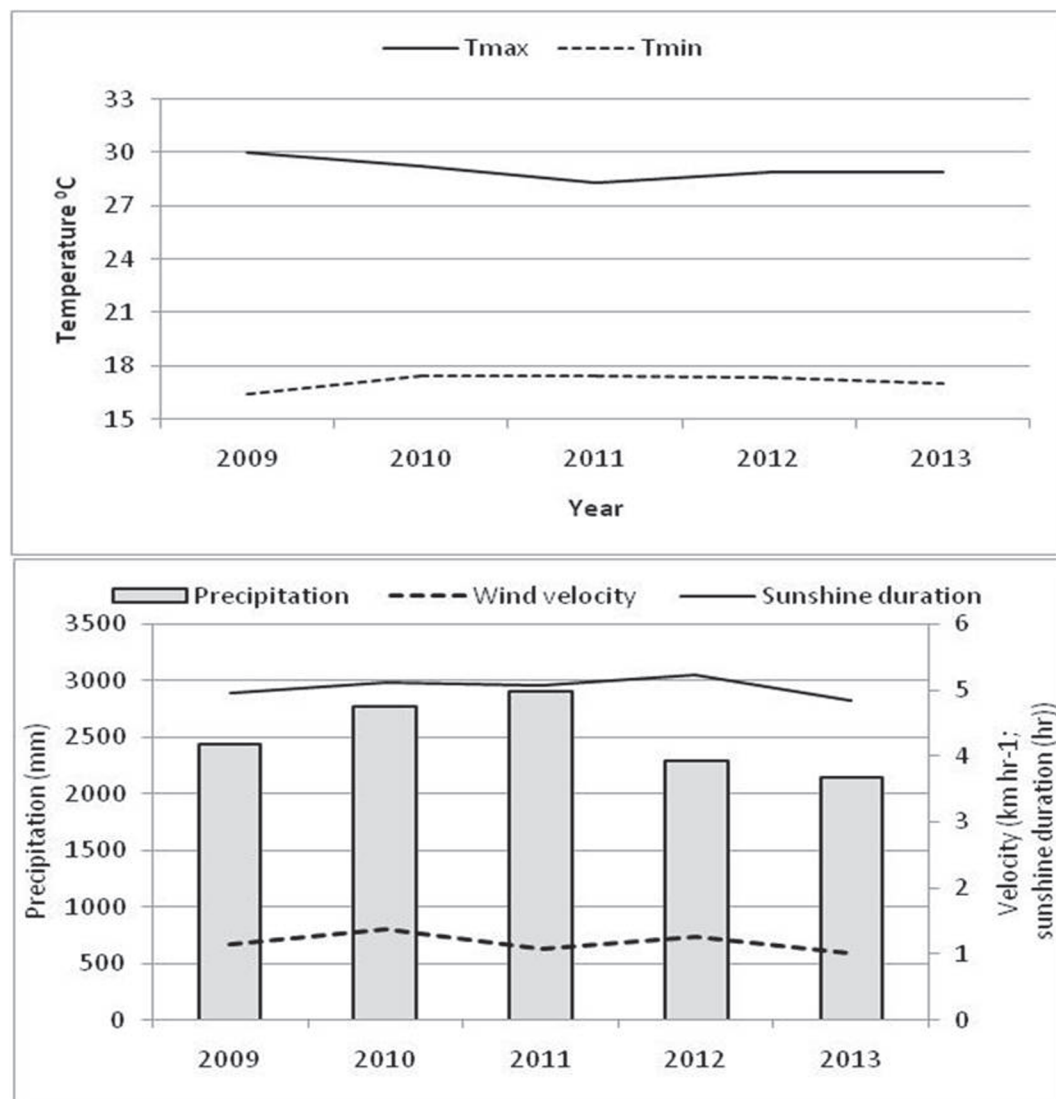 Tmax Tmin
33
30
27
24
21
18
15
Temperature ⁰C
2009 2010 2011 2012 2013
Year
Precipitation Wind velocity Sunshine duration
3500
3000
2500
2000
1500
1000
500
0
Precipitation (mm)
6
5
4
3
2
1
0
Velocity (km hr-1;
sunshine duration (hr))
2009 2010 2011 2012 2013